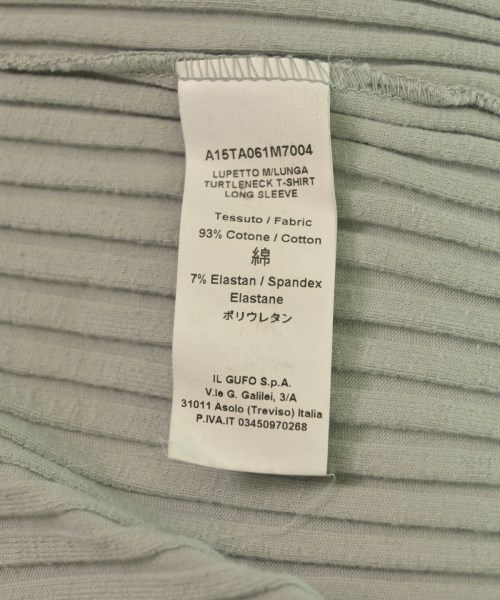 A15TA061M7004
LUPETTO M/LUNGA
TURTLENECK T-SHIRT
LONG SLEEVE
Tessuto / Fabric
93% Cotone / Cotton
綿
7% Elastan / Spandex
Elastane
ポリウレタン
IL GUFO S.p.A.
V.le G. Galilei, 3/A
31011 Asolo (Treviso) Italia
P.IVA.IT 03450970268